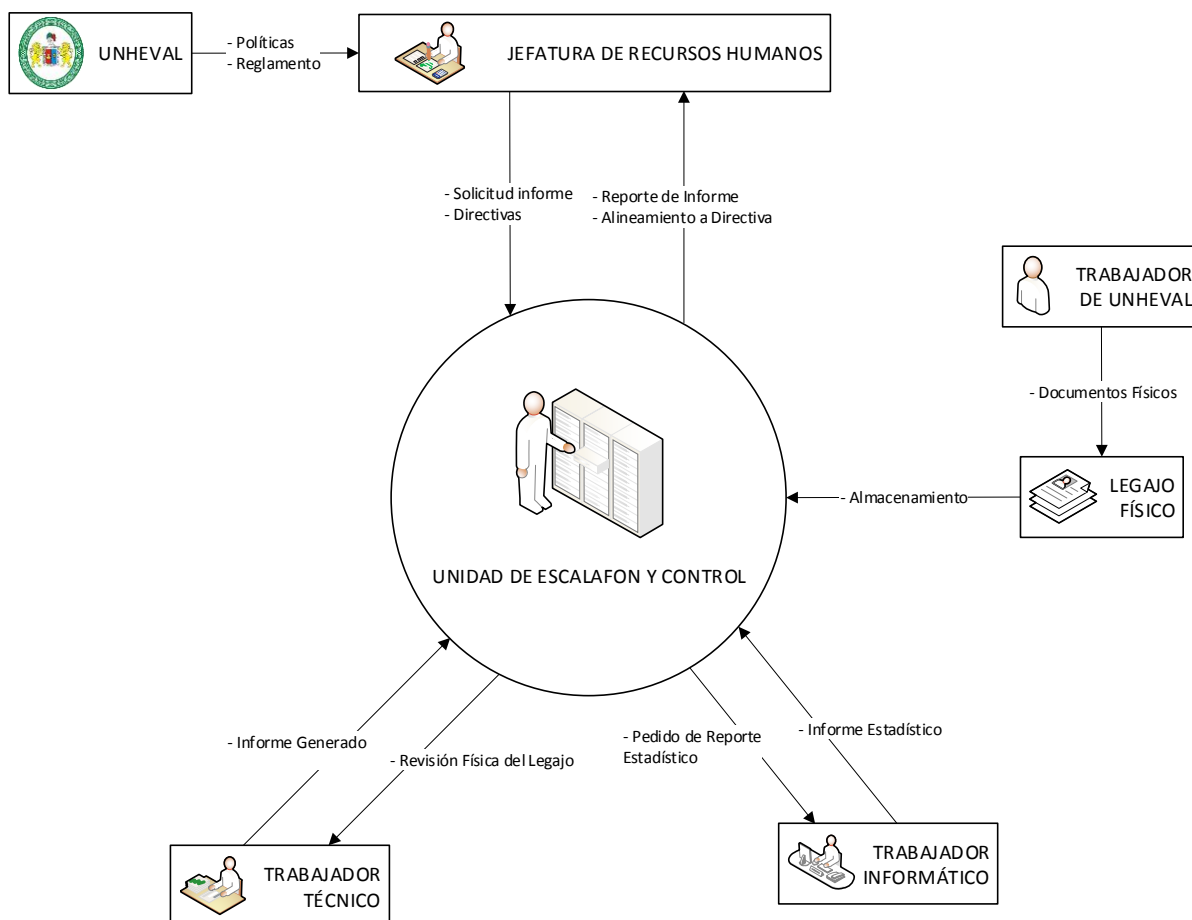 UNHEVAL
- Políticas
- Reglamento
JEFATURA DE RECURSOS HUMANOS
- Solicitud informe
- Directivas
- Reporte de Informe
- Alineamiento a Directiva
TRABAJADOR
DE UNHEVAL
- Documentos Físicos
LEGAJO
FÍSICO
- Almacenamiento
UNIDAD DE ESCALAFON Y CONTROL
- Informe Generado
- Revisión Física del Legajo
- Pedido de Reporte
Estadístico
- Informe Estadístico
TRABAJADOR
TÉCNICO
TRABAJADOR
INFORMÁTICO